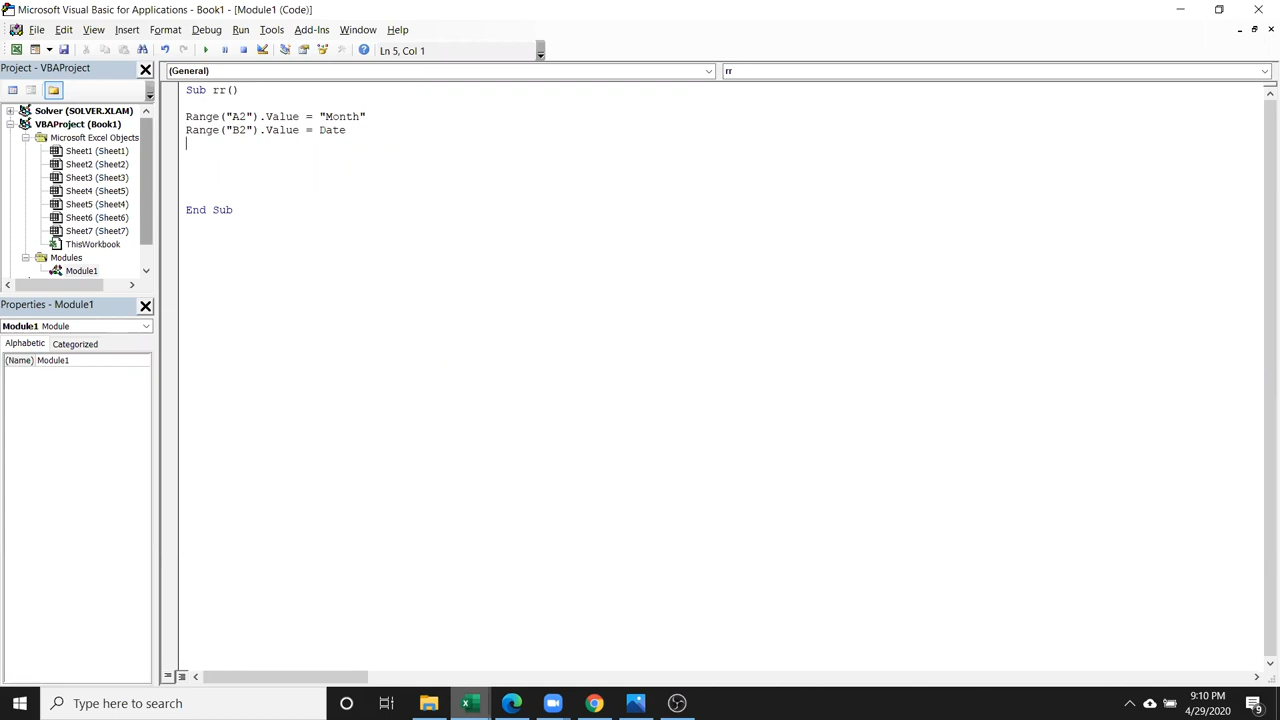 Microsoft Visual Basic for Applications - Book1 - [Module1 (Code)]
File Edit View Insert Format Debug Run Tools Add-Ins Window Help
Ln 5, Col 1
Project - VBAProject
(General)
rr
Solver (SOLVER.XLAM)
VBAProject (Book1)
Microsoft Excel Objects
Sheet1 (Sheet1)
Sheet2 (Sheet2)
Sheet3 (Sheet3)
Sheet4 (Sheet5)
Sheet5 (Sheet4)
Sheet6 (Sheet6)
Sheet7 (Sheet7)
ThisWorkbook
Modules
Module1
Properties - Module1
Module1 Module
Alphabetic Categorized
(Name) Module1
Sub rr()
Range("A2").Value = "Month"
Range("B2").Value = Date
End Sub
Type here to search
9:10 PM
4/29/2020
9